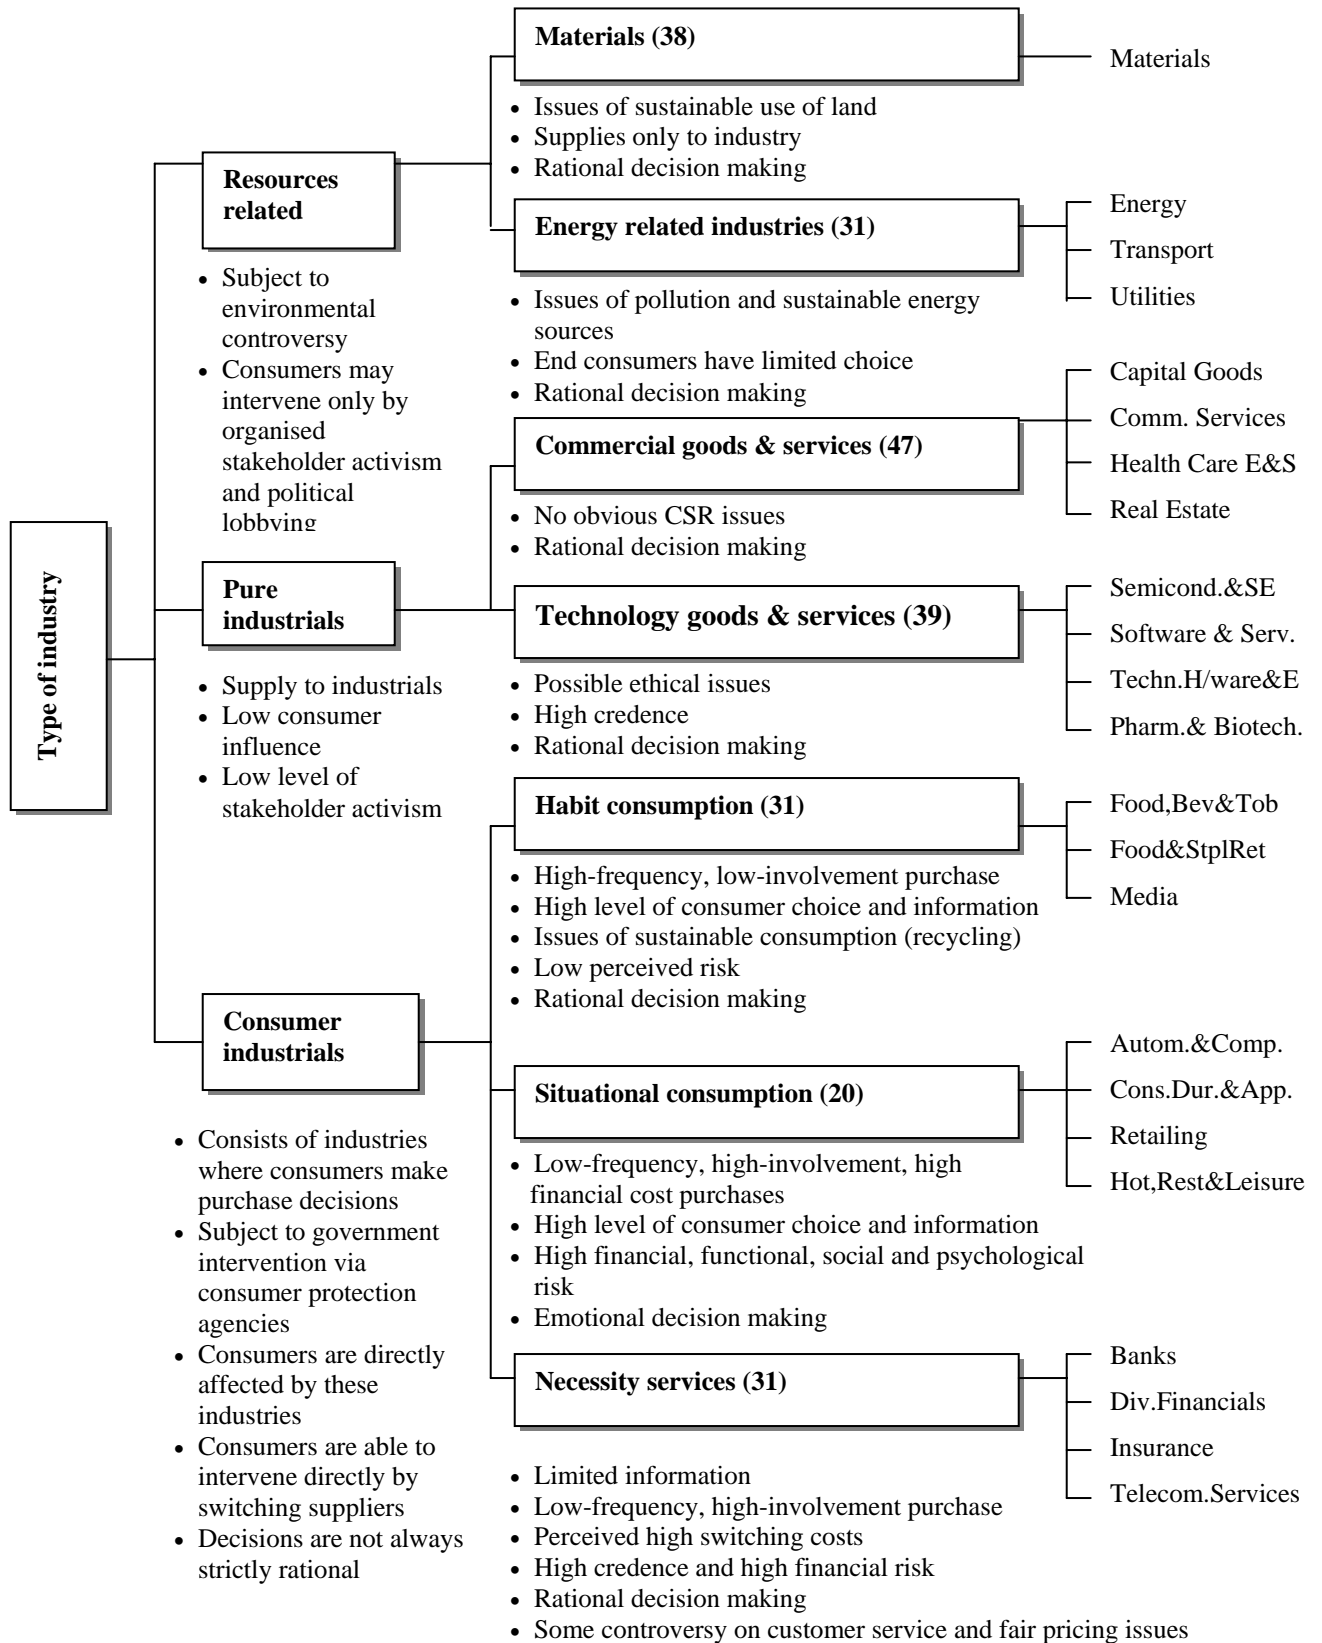 Type of industry
Resources
related
• Subject to
environmental
controversy
• Consumers may
intervene only by
organised
stakeholder activism
and political
lobbying
Pure
industrials
• Supply to industrials
• Low consumer
influence
• Low level of
stakeholder activism
Consumer
industrials
• Consists of industries
where consumers make
purchase decisions
• Subject to government
intervention via
consumer protection
agencies
• Consumers are directly
affected by these
industries
• Consumers are able to
intervene directly by
switching suppliers
• Decisions are not always
strictly rational
Materials (38)
• Issues of sustainable use of land
• Supplies only to industry
• Rational decision making
Energy related industries (31)
• Issues of pollution and sustainable energy
sources
• End consumers have limited choice
• Rational decision making
Commercial goods & services (47)
• No obvious CSR issues
• Rational decision making
Technology goods & services (39)
• Possible ethical issues
• High credence
• Rational decision making
Habit consumption (31)
• High-frequency, low-involvement purchase
• High level of consumer choice and information
• Issues of sustainable consumption (recycling)
• Low perceived risk
• Rational decision making
Situational consumption (20)
• Low-frequency, high-involvement, high
financial cost purchases
• High level of consumer choice and information
• High financial, functional, social and psychological
risk
• Emotional decision making
Necessity services (31)
• Limited information
• Low-frequency, high-involvement purchase
• Perceived high switching costs
• High credence and high financial risk
• Rational decision making
• Some controversy on customer service and fair pricing issues
Materials
Energy
Transport
Utilities
Capital Goods
Comm. Services
Health Care E&S
Real Estate
Semicond.&SE
Software & Serv.
Techn.H/ware&E
Pharm.& Biotech.
Food,Bev&Tob
Food&StplRet
Media
Autom.&Comp.
Cons.Dur.&App.
Retailing
Hot,Rest&Leisure
Banks
Div.Financials
Insurance
Telecom.Services